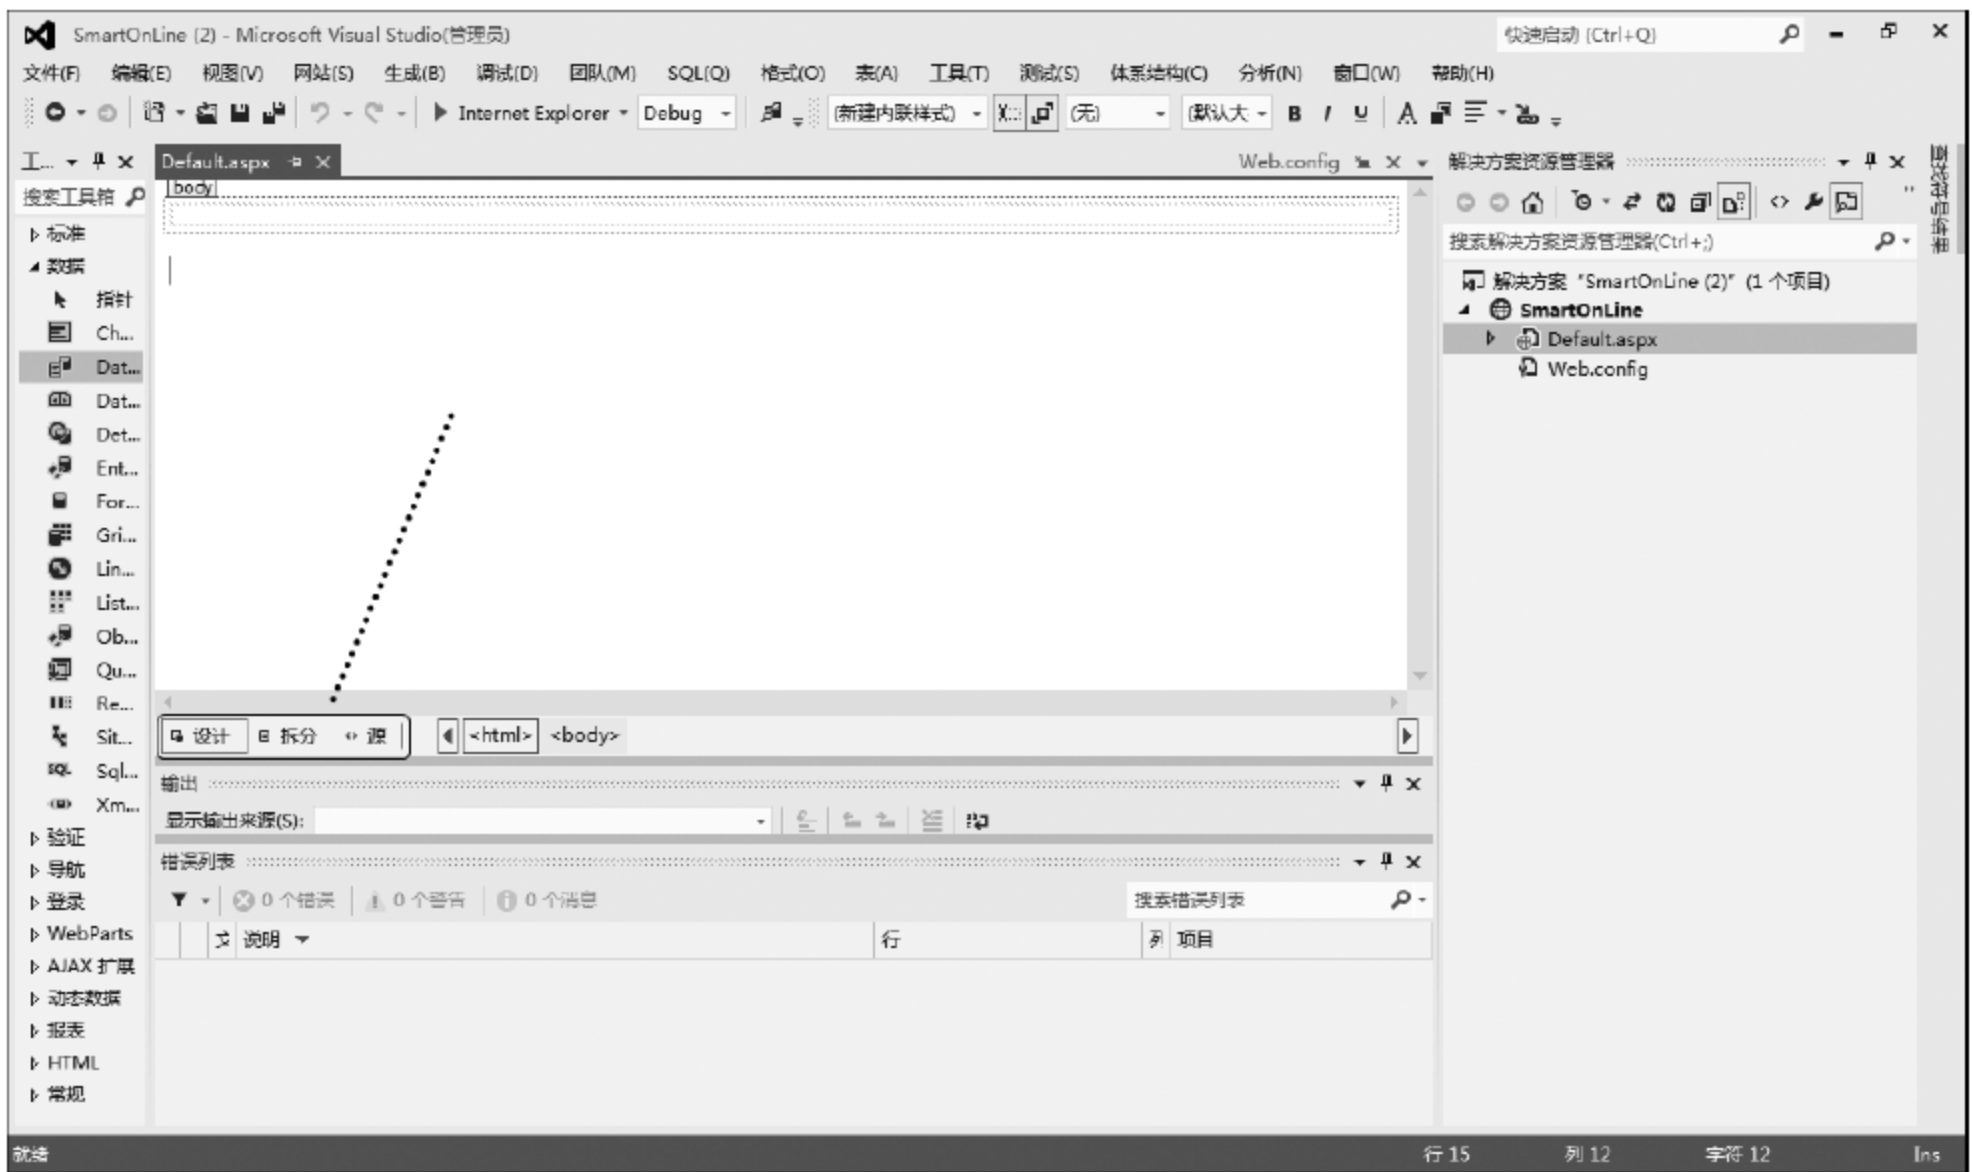 SmartOnLine (2) - Microsoft Visual Studio(管理员)
快速启动 (Ctrl+Q)
文件(F) 编辑(E) 视图(V) 网站(S) 生成(B) 调试(D) 团队(M) SQL(Q) 格式(O) 表(A) 工具(T) 测试(S) 体系结构(C) 分析(N) 窗口(W) 帮助(H)
Internet Explorer Debug (新建内联样式) (无) (默认大 B I U A
工...
搜索工具箱
标准
数据
指针
Ch...
Dat...
Dat...
Det...
Ent...
For...
Gri...
Lin...
List...
Ob...
Qu...
Re...
Sit...
SQL Sql...
Xm...
验证
导航
登录
WebParts
AJAX 扩展
动态数据
报表
HTML
常规
Default.aspx
Web.config
body
设计 拆分 源 <html> <body>
输出
显示输出来源(S):
错误列表
0 个错误 0 个警告 0 个消息
搜索错误列表
说明 行 列 项目
解决方案资源管理器
搜索解决方案资源管理器(Ctrl+;)
解决方案 "SmartOnLine (2)" (1 个项目)
SmartOnLine
Default.aspx
Web.config
查找符号结果
就绪
行 15 列 12 字符 12 Ins